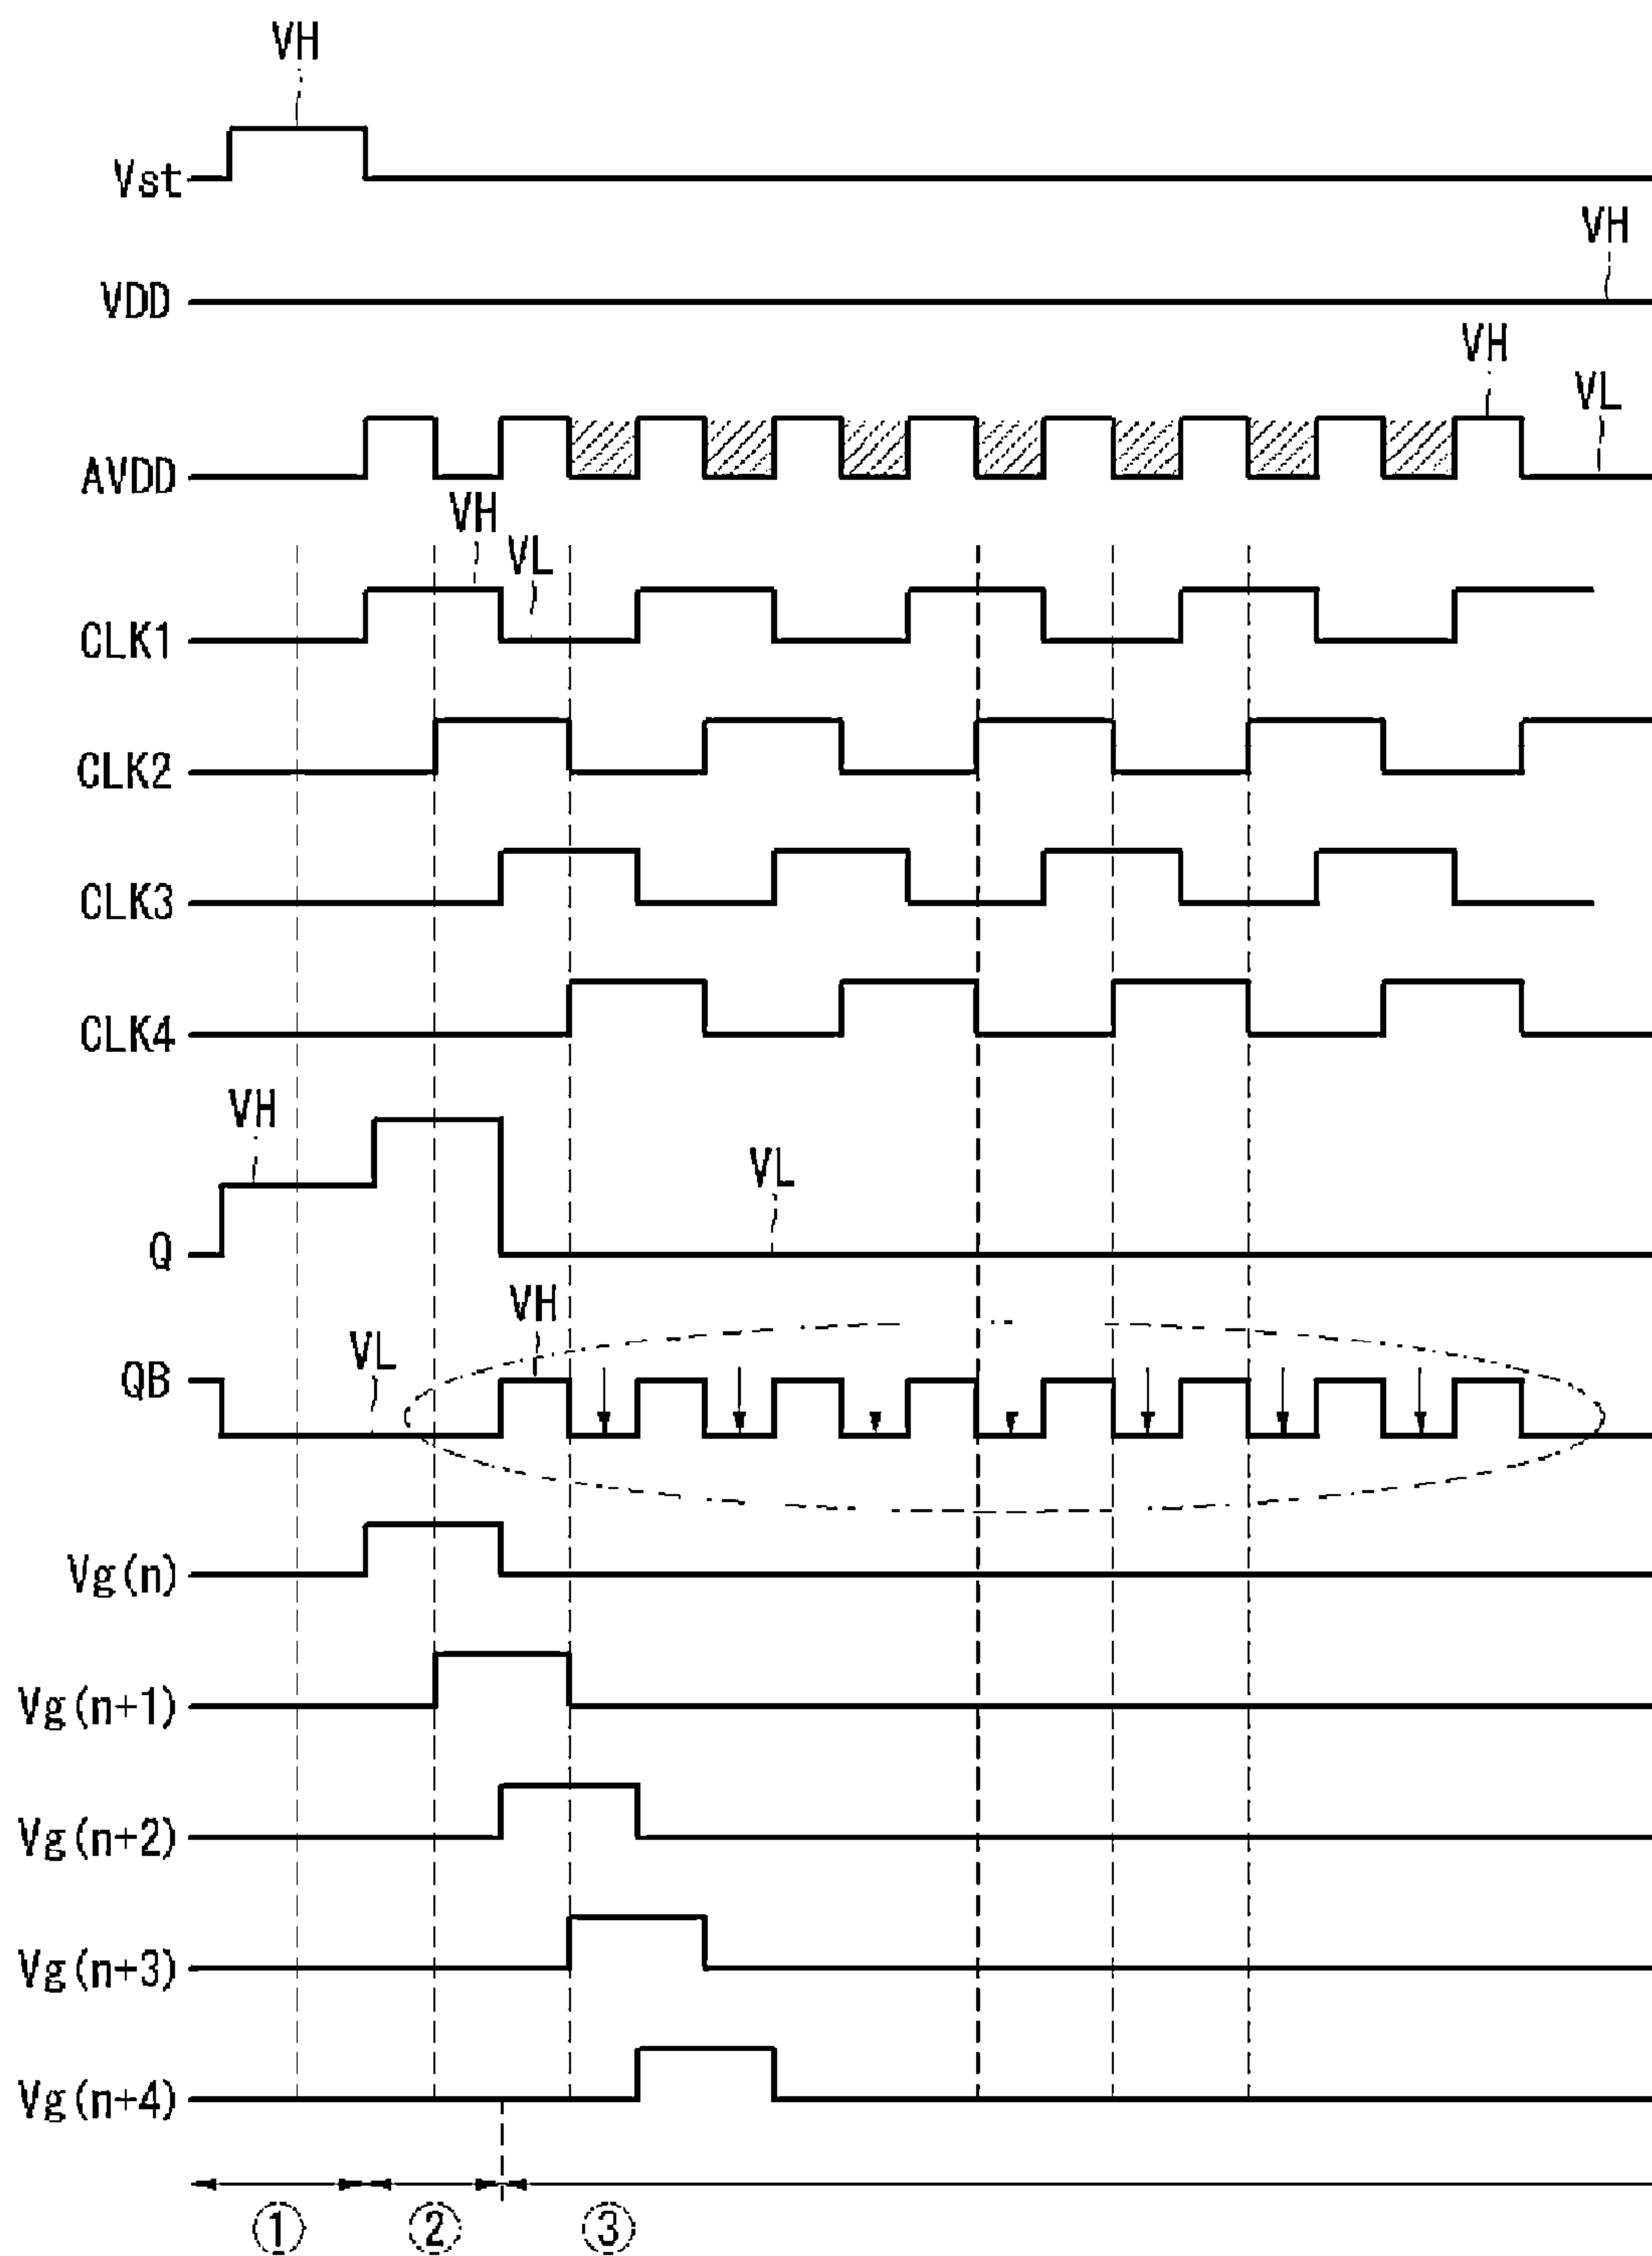 VH
Vst
VH
VDD
VH
VL
AVDD
VH
VL
CLK1
CLK2
CLK3
CLK4
VH
VL
Q
VH
VL
QB
Vg(n)
Vg(n+1)
Vg(n+2)
Vg(n+3)
Vg(n+4)
① ② ③